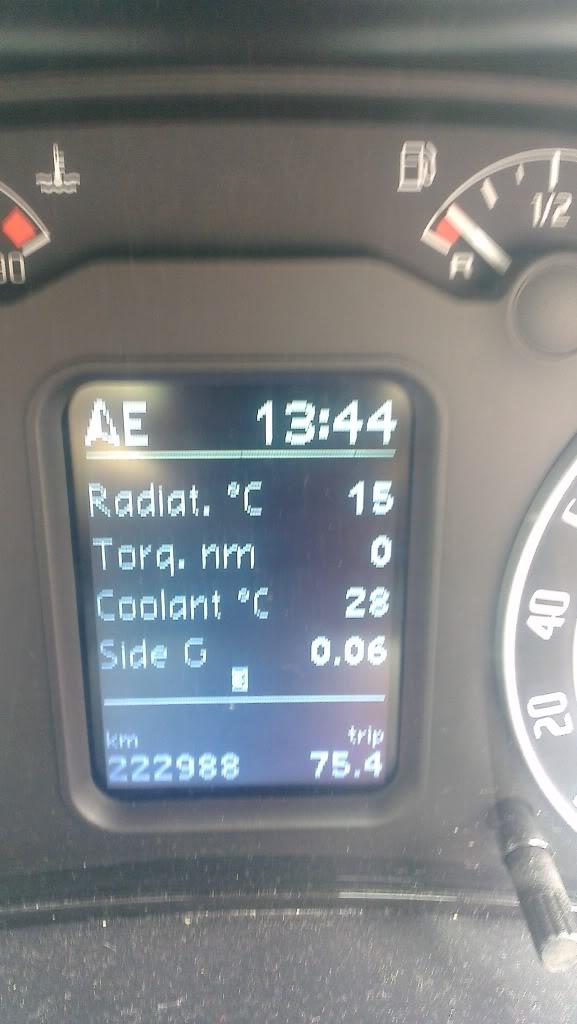 1/2
R
AE 13:44
Radiat. °C 15
Torq. nm 0
Coolant °C 28
Side G 0.06
km trip
222988 75.4
40
20